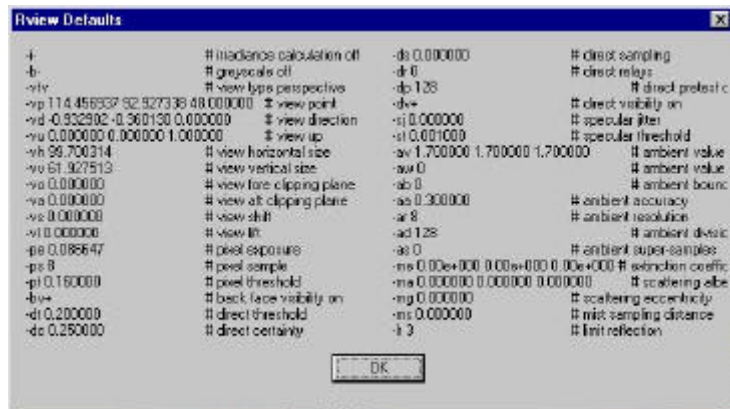 Rview Defaults
-i- # irradiance calculation off
-b- # greyscale off
-vtv # view type perspective
-vp 114.456937 92.927338 48.000000 # view point
-vd -0.932902 -0.360130 0.000000 # view direction
-vu 0.000000 0.000000 1.000000 # view up
-vh 99.700314 # view horizontal size
-vv 61.927513 # view vertical size
-vo 0.000000 # view fore clipping plane
-va 0.000000 # view aft clipping plane
-vs 0.000000 # view shift
-vl 0.000000 # view lift
-pe 0.086647 # pixel exposure
-ps 8 # pixel sample
-pt 0.160000 # pixel threshold
-bv+ # back face visibility on
-dt 0.200000 # direct threshold
-dc 0.250000 # direct certainty
-ds 0.000000 # direct sampling
-dr 0 # direct relays
-dp 128 # direct pretest c
-dv+ # direct visibility on
-sj 0.000000 # specular jitter
-st 0.001000 # specular threshold
-av 1.700000 1.700000 1.700000 # ambient value
-aw 0 # ambient value
-ab 0 # ambient bounc
-aa 0.300000 # ambient accuracy
-ar 8 # ambient resolution
-ad 128 # ambient divisic
-as 0 # ambient super-samples
-me 0.00e+000 0.00e+000 0.00e+000 # extinction coeffic
-ma 0.000000 0.000000 0.000000 # scattering albe
-mg 0.000000 # scattering eccentricity
-ms 0.000000 # mist sampling distance
-lr 3 # limit reflection
OK